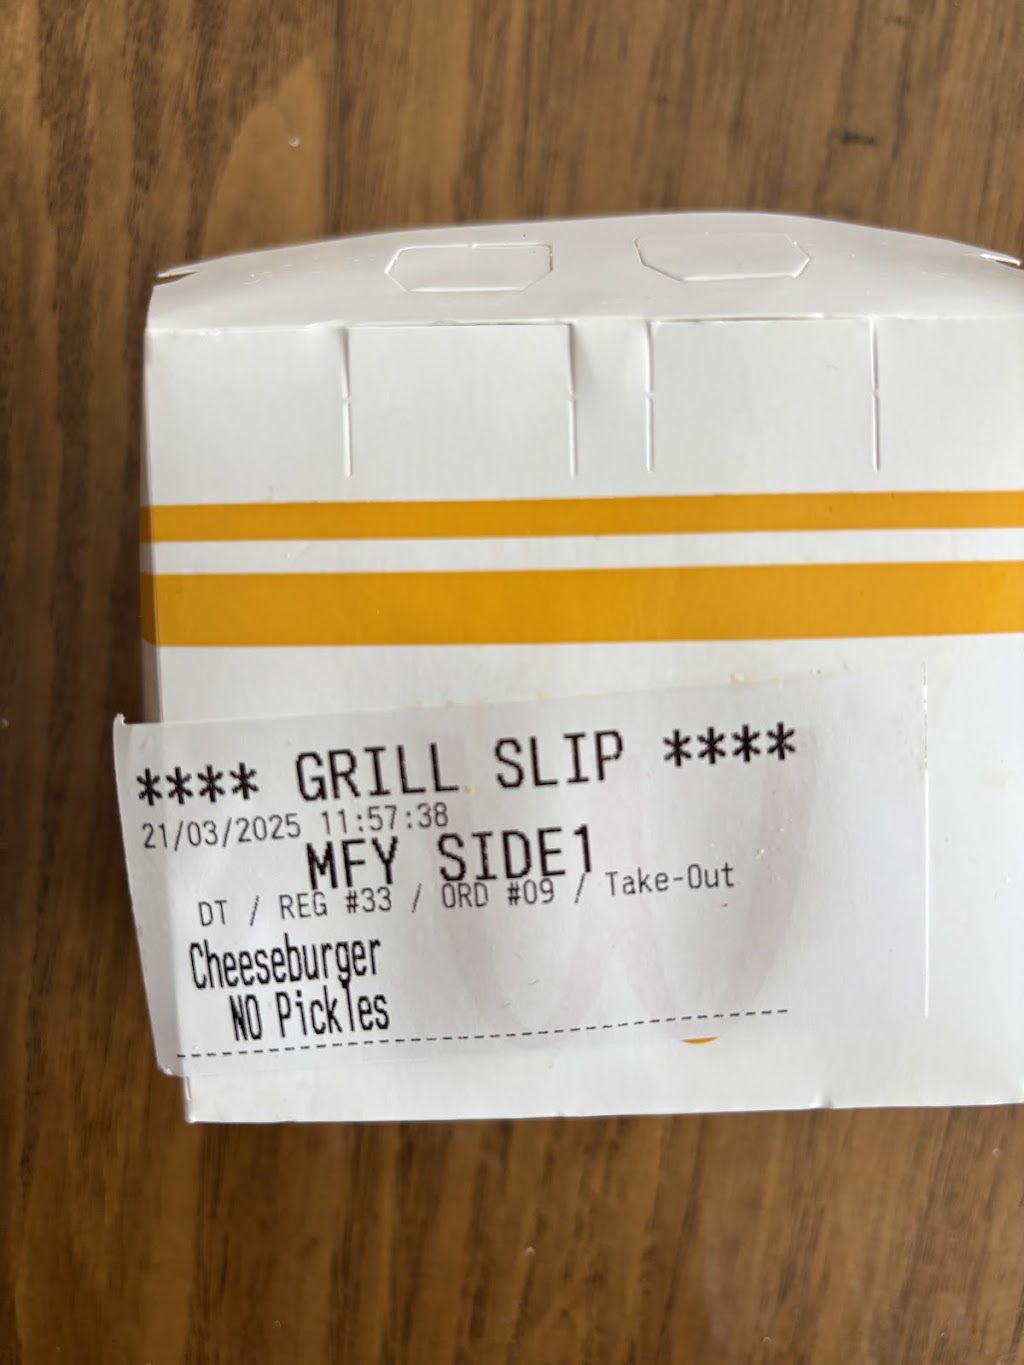 **** GRILL SLIP ****
21/03/2025 11:57:38
MFY SIDE1
DT / REG #33 / ORD #09 / Take-Out
Cheeseburger
NO Pickles